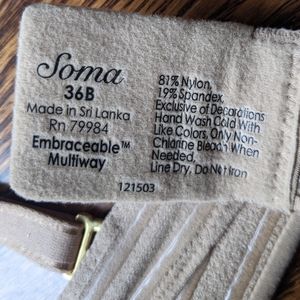 Soma
36B
Made in Sri Lanka
Rn 79984
Embraceable™
Multiway
81% Nylon,
19% Spandex,
Exclusive of Decorations
Hand Wash Cold With
Like Colors, Only Non-
Chlorine Bleach When
Needed,
Line Dry, Do Not Iron
121503